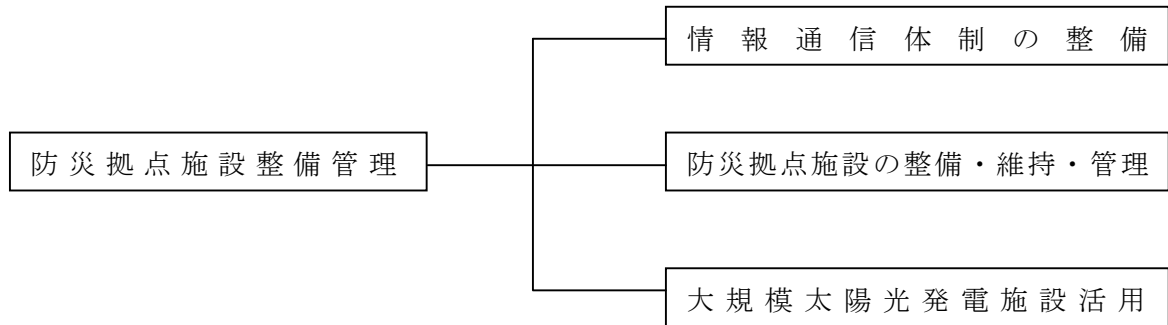 情報通信体制の整備
防災拠点施設整備管理
防災拠点施設の整備・維持・管理
大規模太陽光発電施設活用